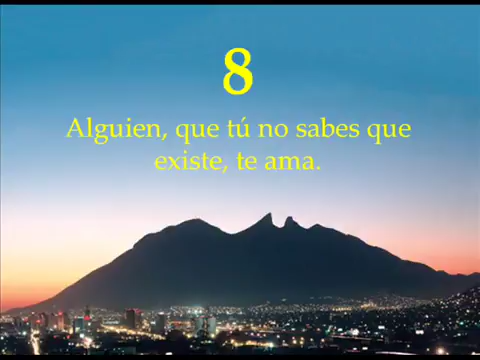 8
Alguien, que tú no sabes que
existe, te ama.